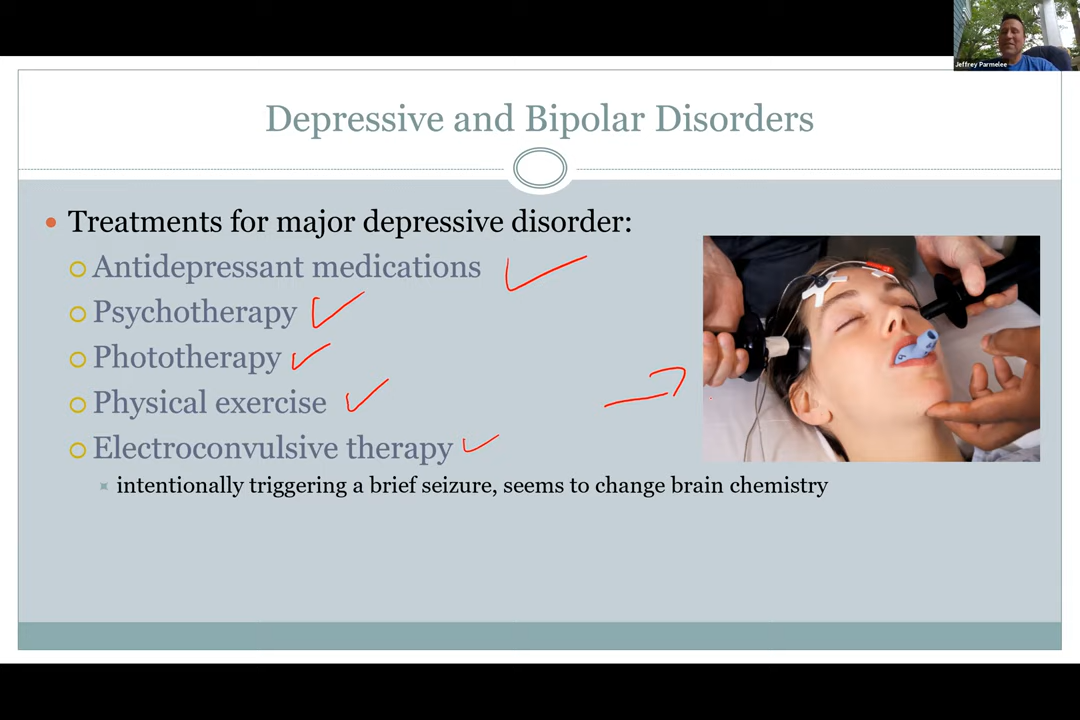 Jeffrey Parmelee
Depressive and Bipolar Disorders
Treatments for major depressive disorder:
Antidepressant medications
Psychotherapy
Phototherapy
Physical exercise
Electroconvulsive therapy
intentionally triggering a brief seizure, seems to change brain chemistry